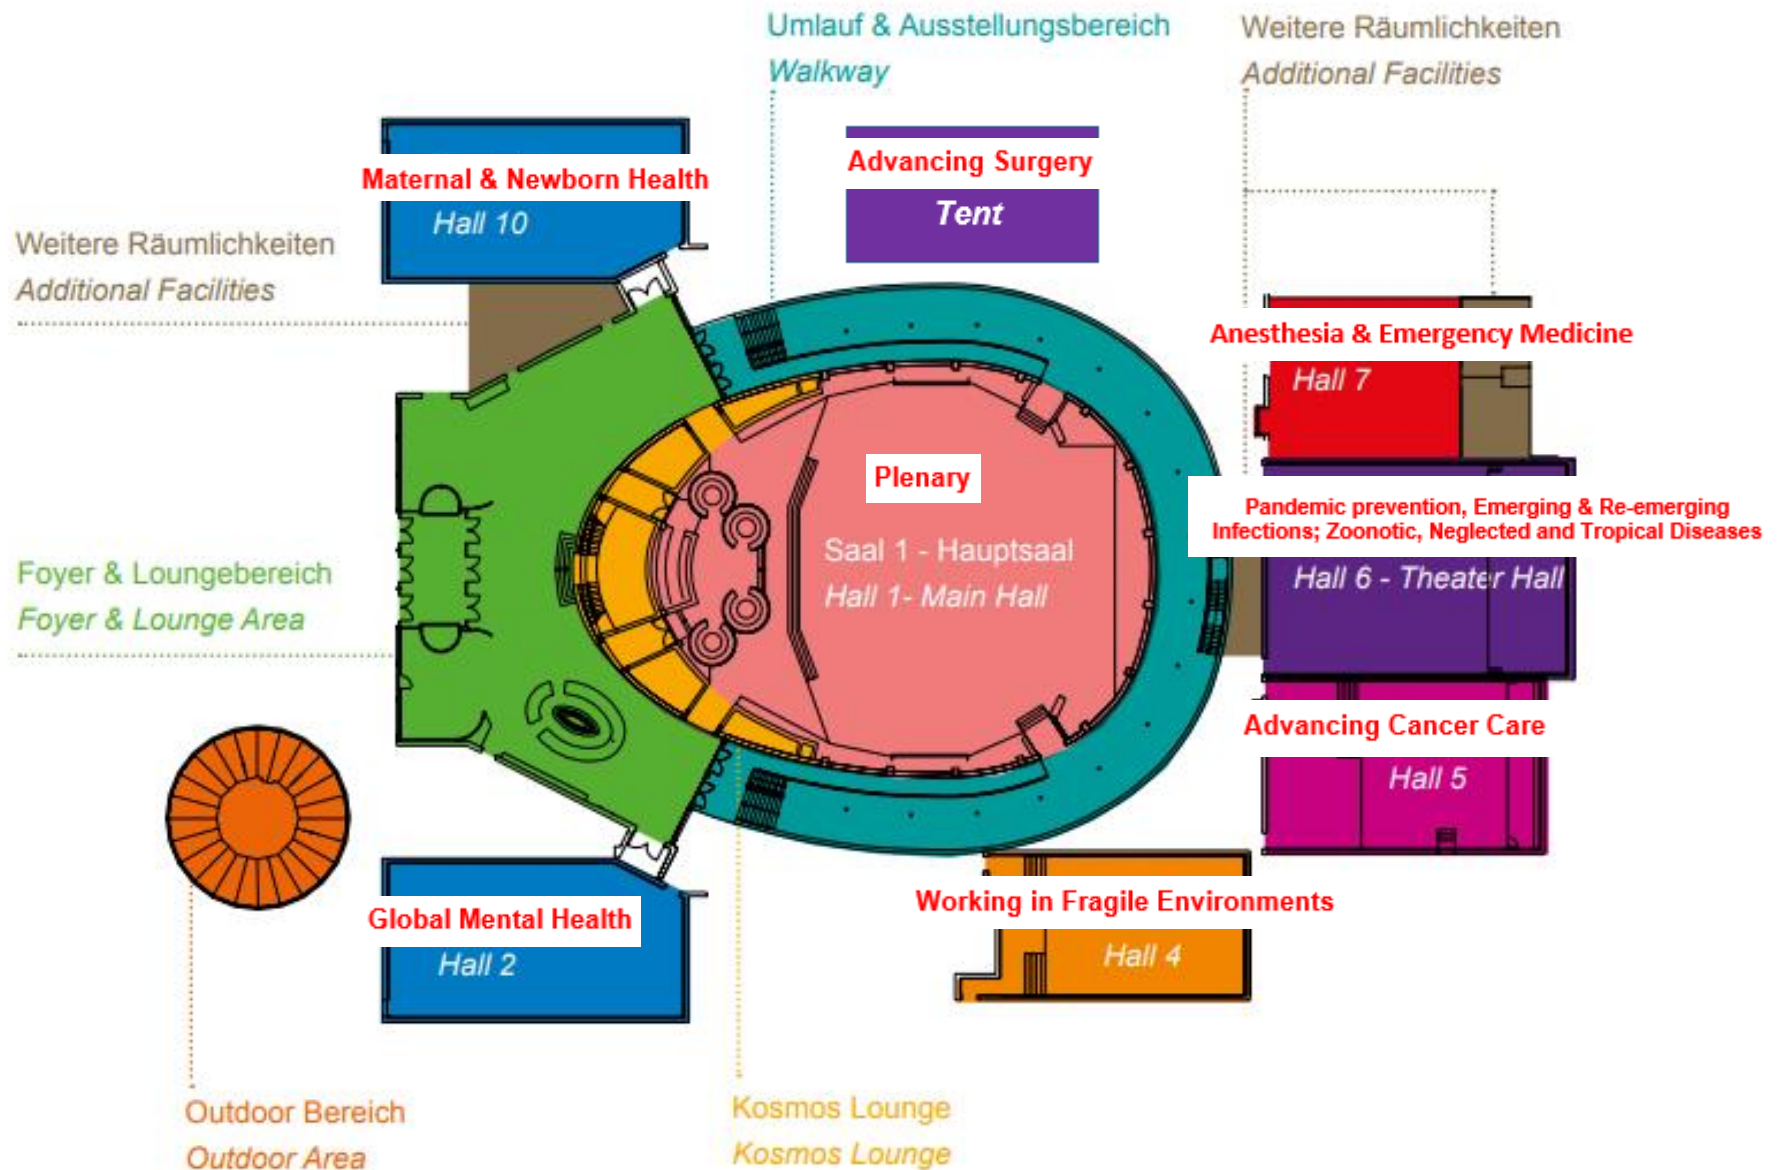 Umlauf & Ausstellungsbereich
Walkway
Weitere Räumlichkeiten
Additional Facilities
Maternal & Newborn Health
Hall 10
Advancing Surgery
Tent
Weitere Räumlichkeiten
Additional Facilities
Anesthesia & Emergency Medicine
Hall 7
Plenary
Saal 1 - Hauptsaal
Hall 1- Main Hall
Pandemic prevention, Emerging & Re-emerging
Infections; Zoonotic, Neglected and Tropical Diseases
Hall 6 - Theater Hall
Foyer & Loungebereich
Foyer & Lounge Area
Advancing Cancer Care
Hall 5
Global Mental Health
Hall 2
Working in Fragile Environments
Hall 4
Outdoor Bereich
Outdoor Area
Kosmos Lounge
Kosmos Lounge